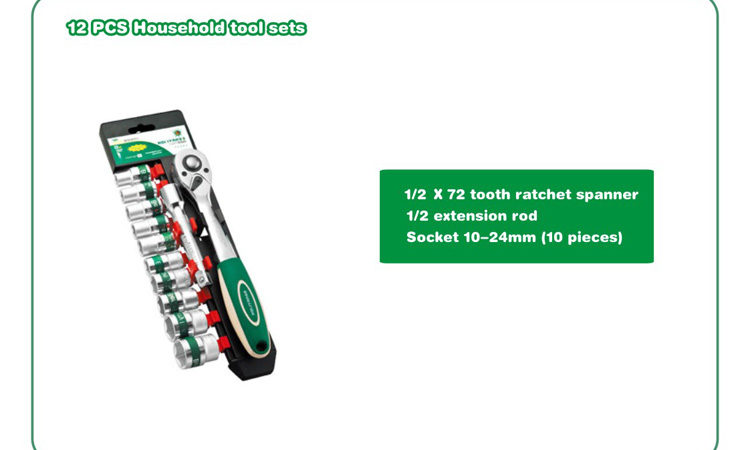 12 PCS Household tool sets
1/2 X 72 tooth ratchet spanner
1/2 extension rod
Socket 10–24mm (10 pieces)